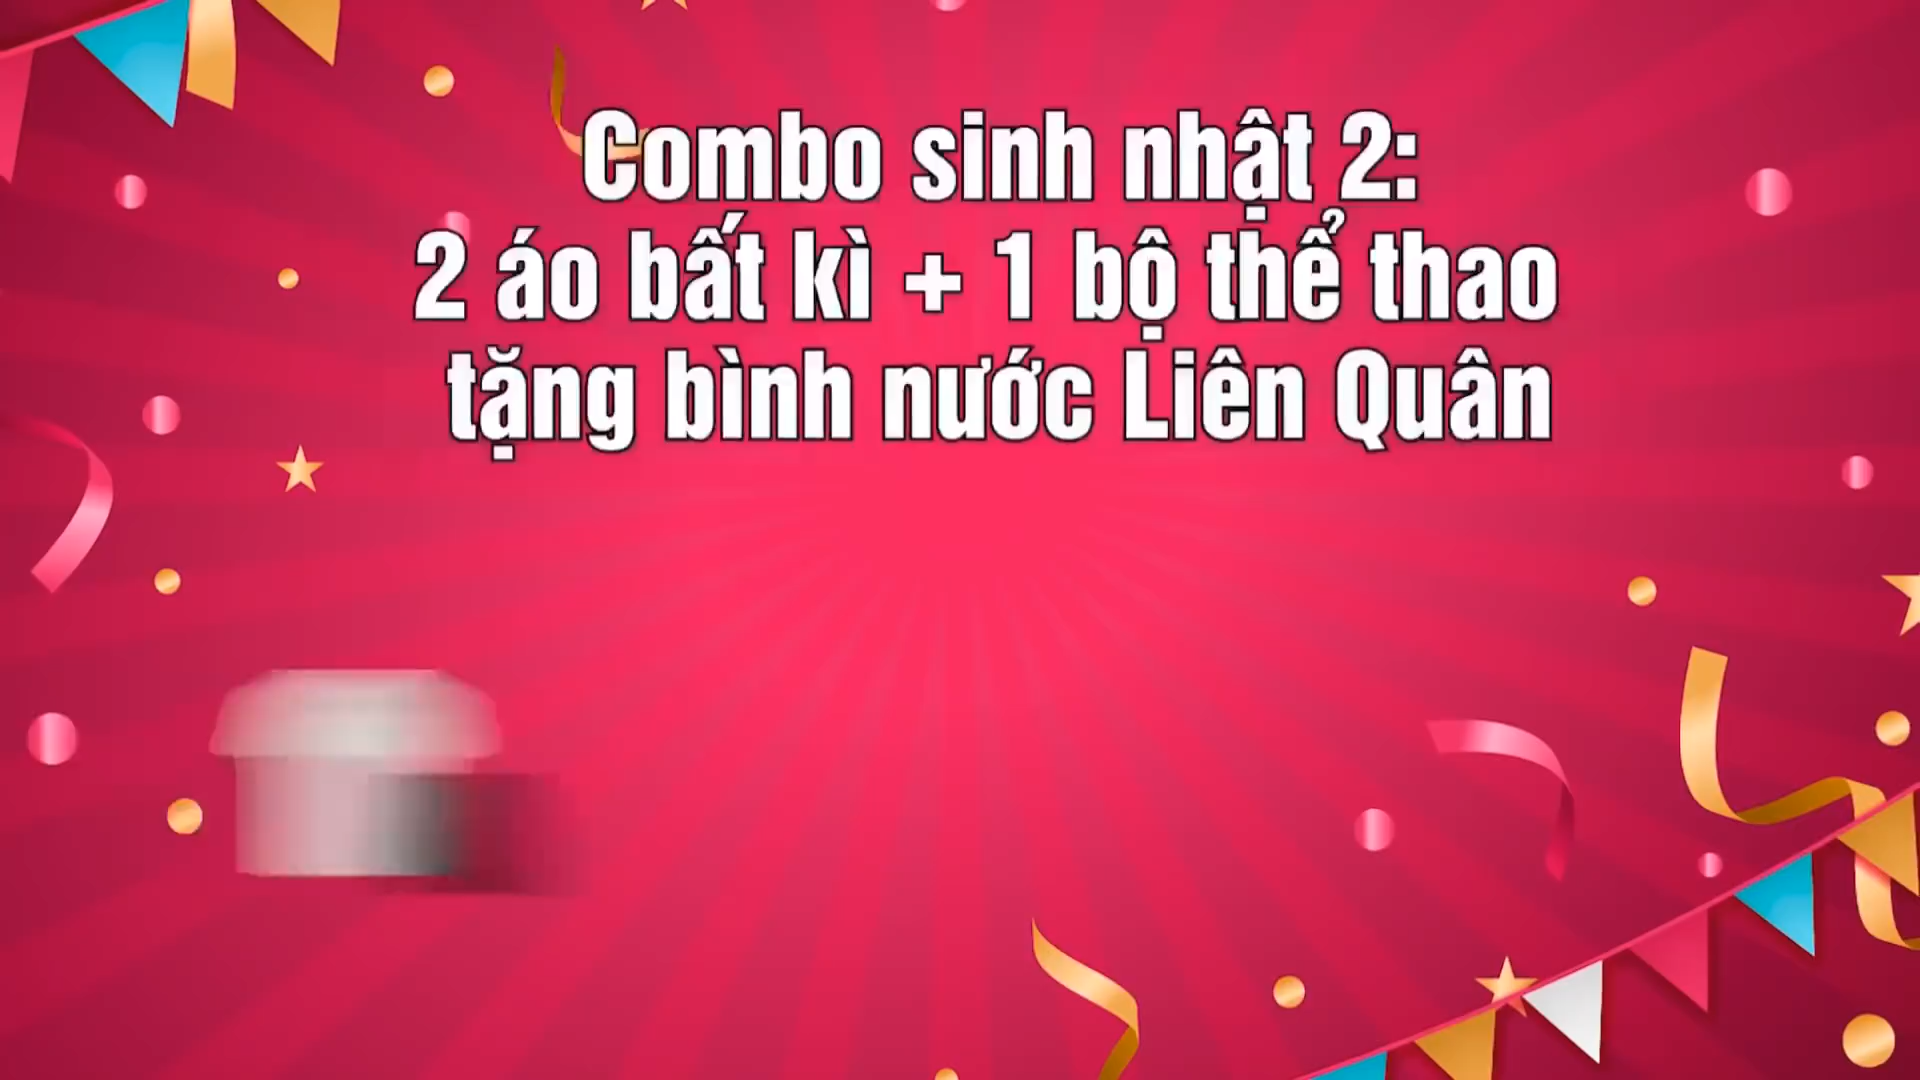 Combo sinh nhật 2:
2 áo bất kì + 1 bộ thể thao
tặng bình nước Liên Quân